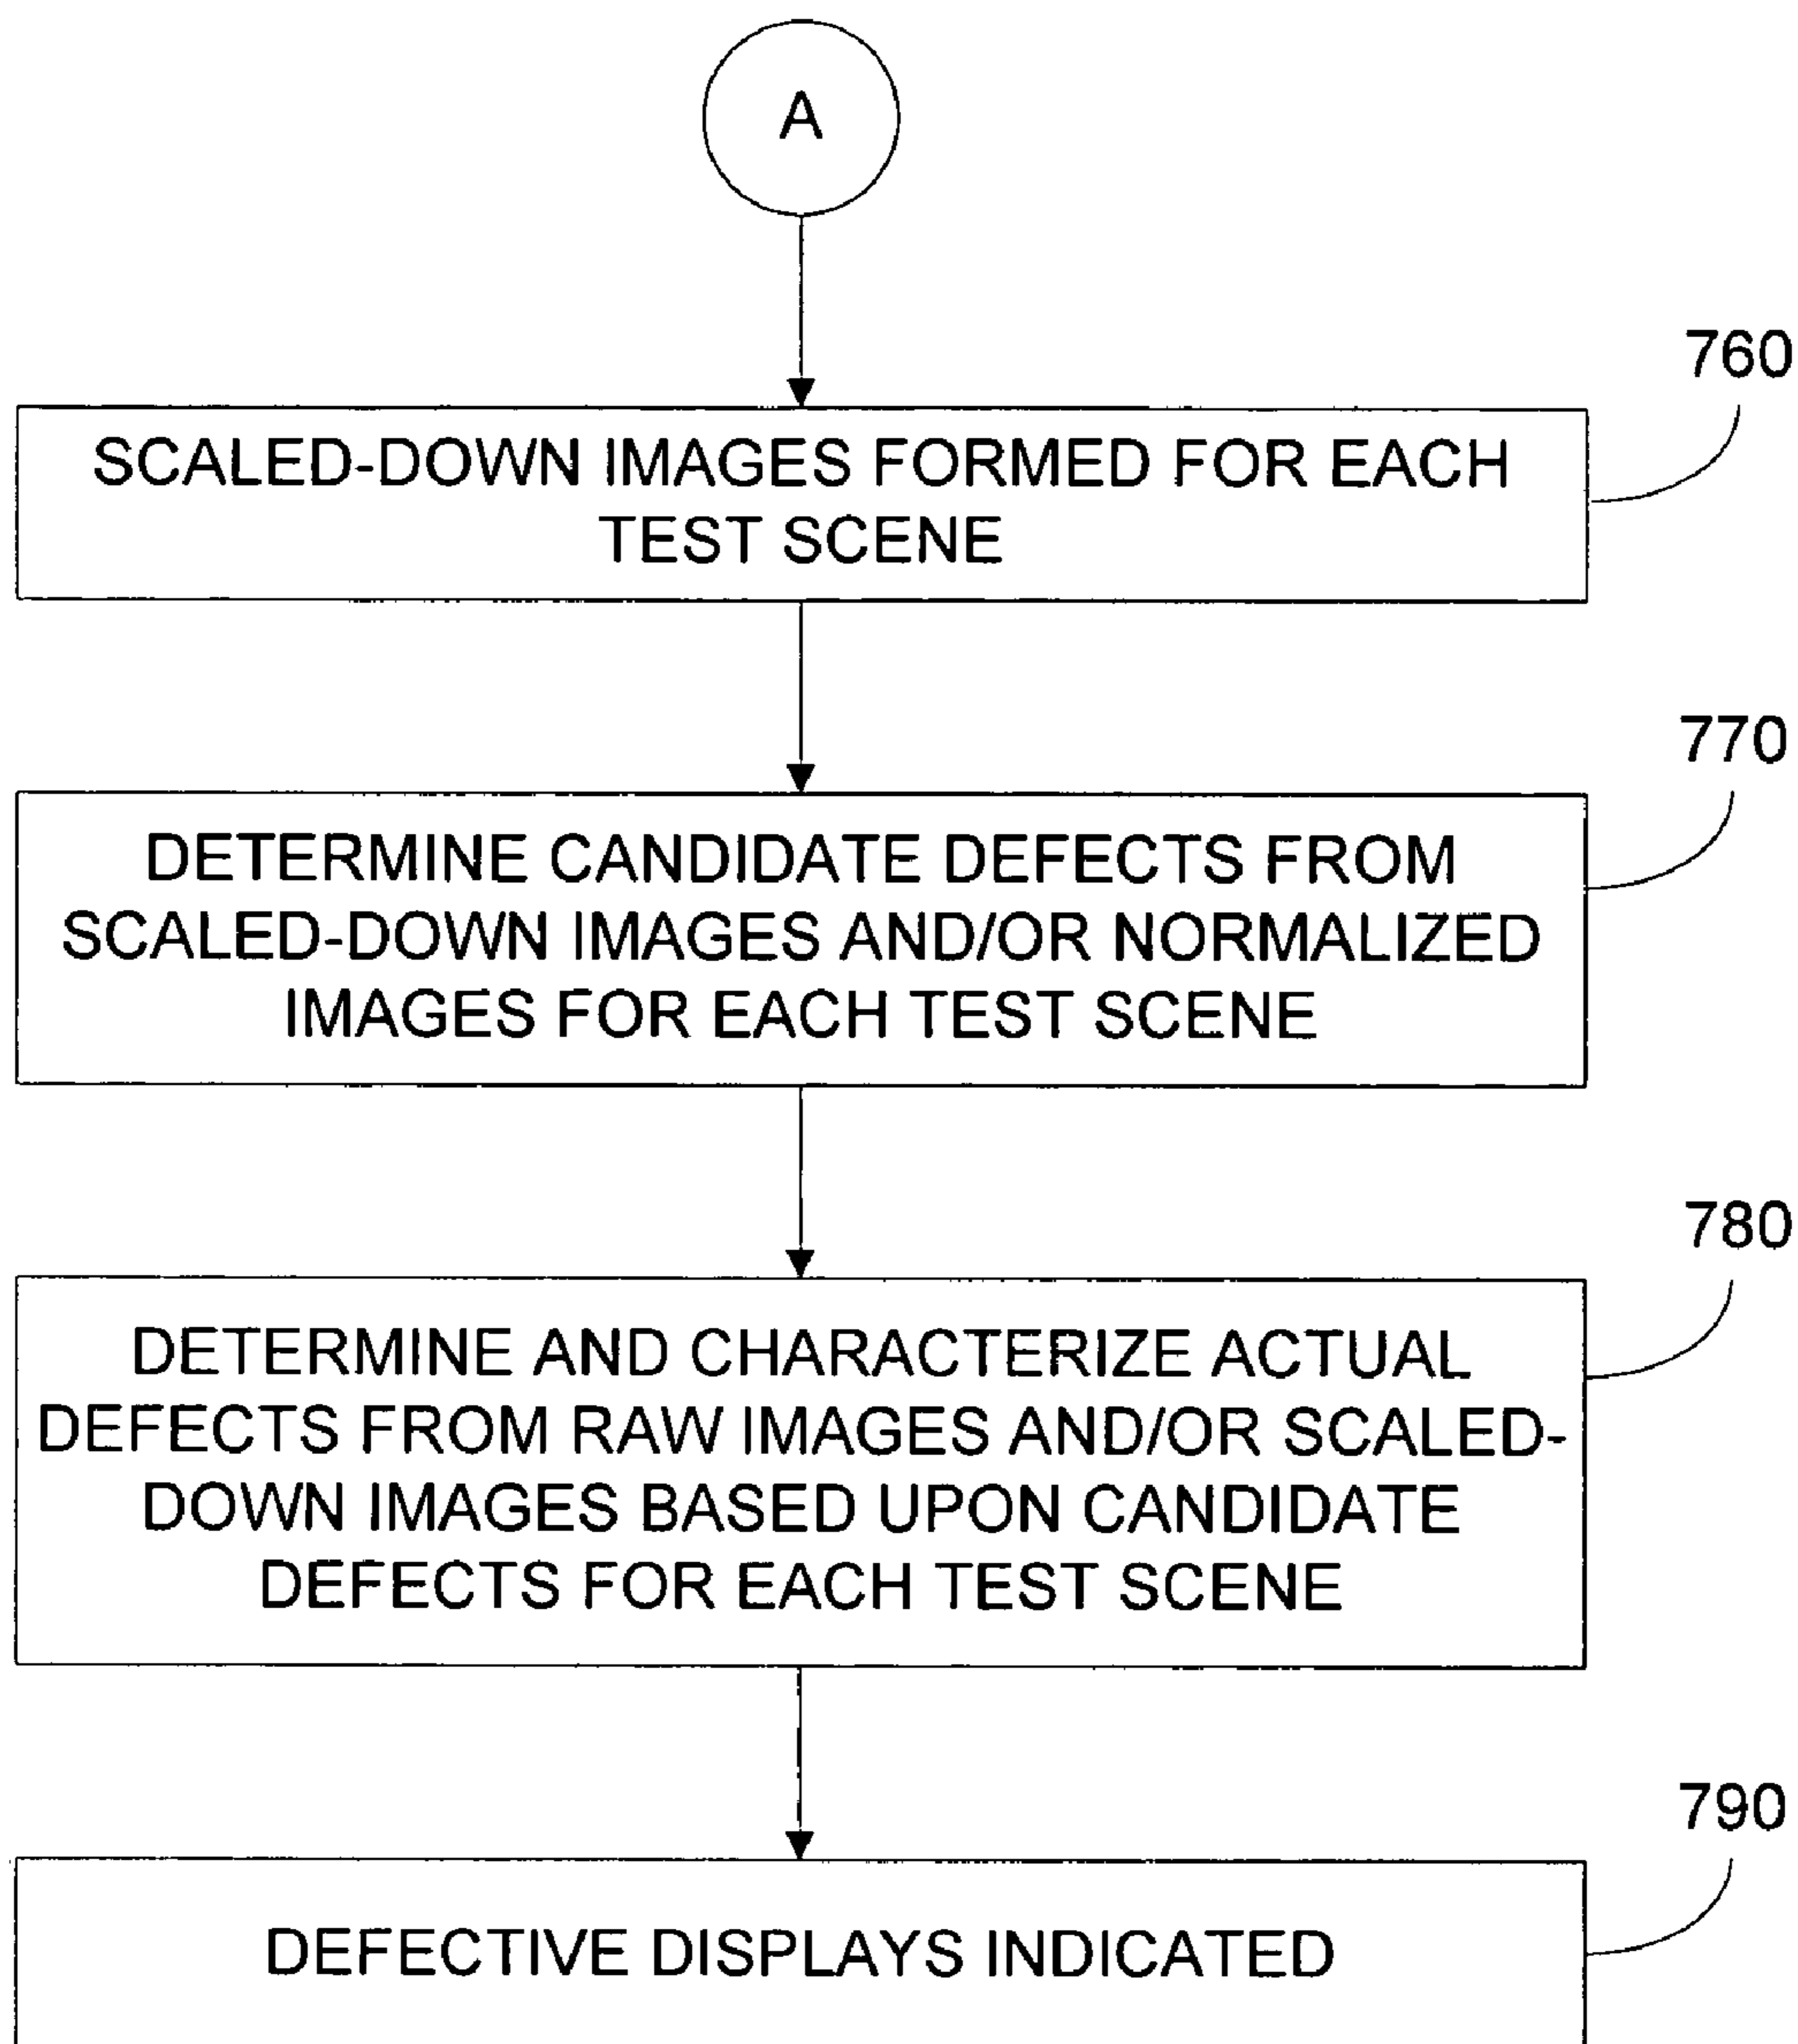 A
760
SCALED-DOWN IMAGES FORMED FOR EACH
TEST SCENE
770
DETERMINE CANDIDATE DEFECTS FROM
SCALED-DOWN IMAGES AND/OR NORMALIZED
IMAGES FOR EACH TEST SCENE
780
DETERMINE AND CHARACTERIZE ACTUAL
DEFECTS FROM RAW IMAGES AND/OR SCALED-
DOWN IMAGES BASED UPON CANDIDATE
DEFECTS FOR EACH TEST SCENE
790
DEFECTIVE DISPLAYS INDICATED